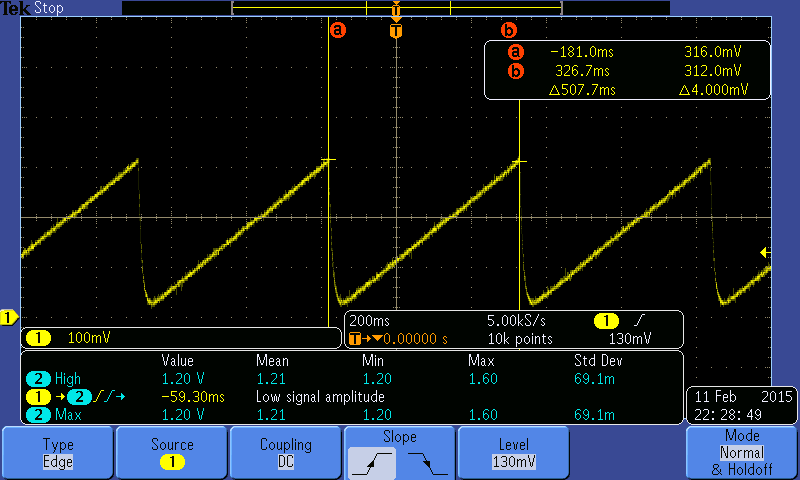 Tek Stop
T
a b
T
a −181.0ms 316.0mV
b 326.7ms 312.0mV
△507.7ms △4.000mV
1
1 100mV
200ms 5.00kS/s 1
T→▼0.00000 s 10k points 130mV
Value Mean Min Max Std Dev
2 High 1.20 V 1.21 1.20 1.60 69.1m
1 → 2 −59.30ms Low signal amplitude
2 Max 1.20 V 1.21 1.20 1.60 69.1m
11 Feb 2015
22:28:49
Type
Edge
Source
1
Coupling
DC
Slope
Level
130mV
Mode
Normal
& Holdoff